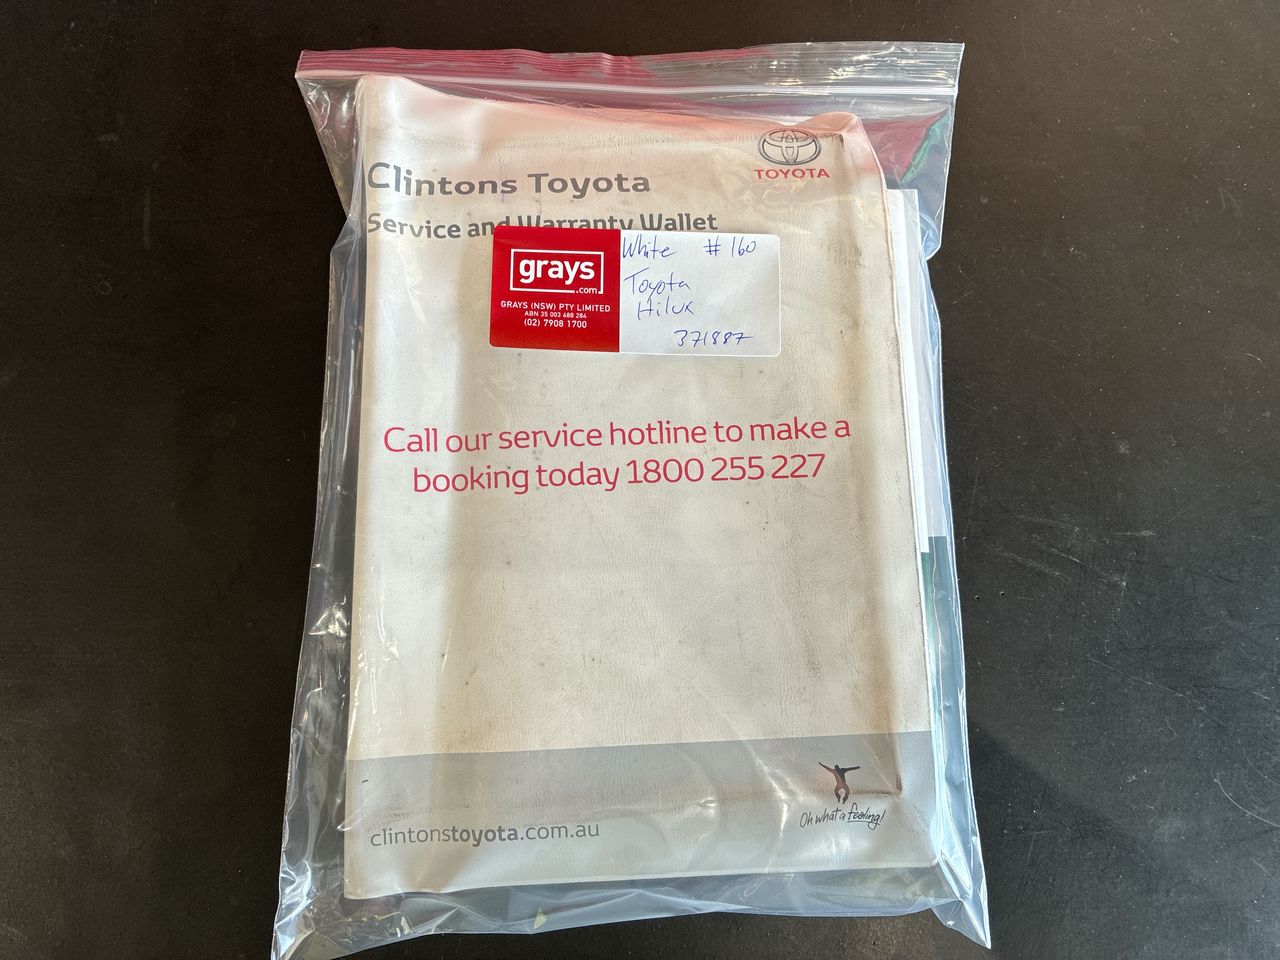 TOYOTA
Clintons Toyota
Service and Warranty Wallet
grays
.com
GRAYS (NSW) PTY LIMITED
ABN 35 003 688 284
(02) 7908 1700
White #160
Toyota
Hilux
371887
Call our service hotline to make a
booking today 1800 255 227
Oh what a feeling!
clintonstoyota.com.au